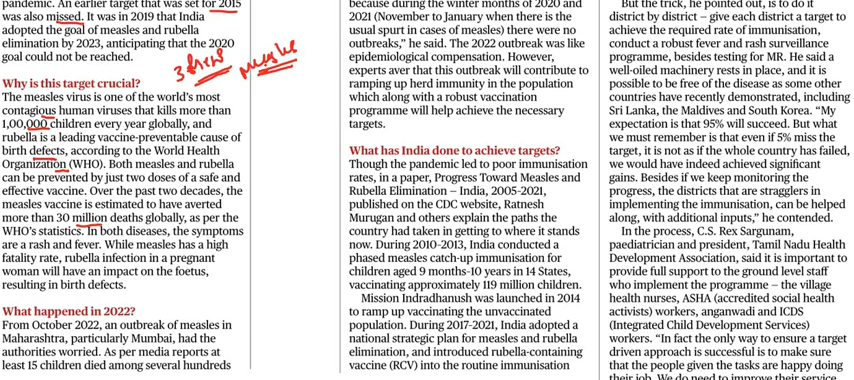 pandemic. An earlier target that was set for 2015
was also missed. It was in 2019 that India
adopted the goal of measles and rubella
elimination by 2023, anticipating that the 2020
goal could not be reached.
measles
Why is this target crucial?
The measles virus is one of the world's most
contagious human viruses that kills more than
1,00,000 children every year globally, and
rubella is a leading vaccine-preventable cause of
birth defects, according to the World Health
Organization (WHO). Both measles and rubella
can be prevented by just two doses of a safe and
effective vaccine. Over the past two decades, the
measles vaccine is estimated to have averted
more than 30 million deaths globally, as per the
WHO's statistics. In both diseases, the symptoms
are a rash and fever. While measles has a high
fatality rate, rubella infection in a pregnant
woman will have an impact on the foetus,
resulting in birth defects.
What happened in 2022?
From October 2022, an outbreak of measles in
Maharashtra, particularly Mumbai, had the
authorities worried. As per media reports at
least 15 children died among several hundreds
because during the winter months of 2020 and
2021 (November to January when there is the
usual spurt in cases of measles) there were no
outbreaks," he said. The 2022 outbreak was like
epidemiological compensation. However,
experts aver that this outbreak will contribute to
ramping up herd immunity in the population
which along with a robust vaccination
programme will help achieve the necessary
targets.
What has India done to achieve targets?
Though the pandemic led to poor immunisation
rates, in a paper, Progress Toward Measles and
Rubella Elimination – India, 2005-2021,
published on the CDC website, Ratnesh
Murugan and others explain the paths the
country had taken in getting to where it stands
now. During 2010-2013, India conducted a
phased measles catch-up immunisation for
children aged 9 months-10 years in 14 States,
vaccinating approximately 119 million children.
Mission Indradhanush was launched in 2014
to ramp up vaccinating the unvaccinated
population. During 2017-2021, India adopted a
national strategic plan for measles and rubella
elimination, and introduced rubella-containing
vaccine (RCV) into the routine immunisation
But the trick, he pointed out, is to do it
district by district – give each district a target to
achieve the required rate of immunisation,
conduct a robust fever and rash surveillance
programme, besides testing for MR. He said a
well-oiled machinery rests in place, and it is
possible to be free of the disease as some other
countries have recently demonstrated, including
Sri Lanka, the Maldives and South Korea. "My
expectation is that 95% will succeed. But what
we must remember is that even if 5% miss the
target, it is not as if the whole country has failed,
we would have indeed achieved significant
gains. Besides if we keep monitoring the
progress, the districts that are stragglers in
implementing the immunisation, can be helped
along, with additional inputs," he contended.
In the process, C.S. Rex Sargunam,
paediatrician and president, Tamil Nadu Health
Development Association, said it is important to
provide full support to the ground level staff
who implement the programme – the village
health nurses, ASHA (accredited social health
activists) workers, anganwadi and ICDS
(Integrated Child Development Services)
workers. "In fact the only way to ensure a target
driven approach is successful is to make sure
that the people given the tasks are happy doing
their job. We do need to improve their service